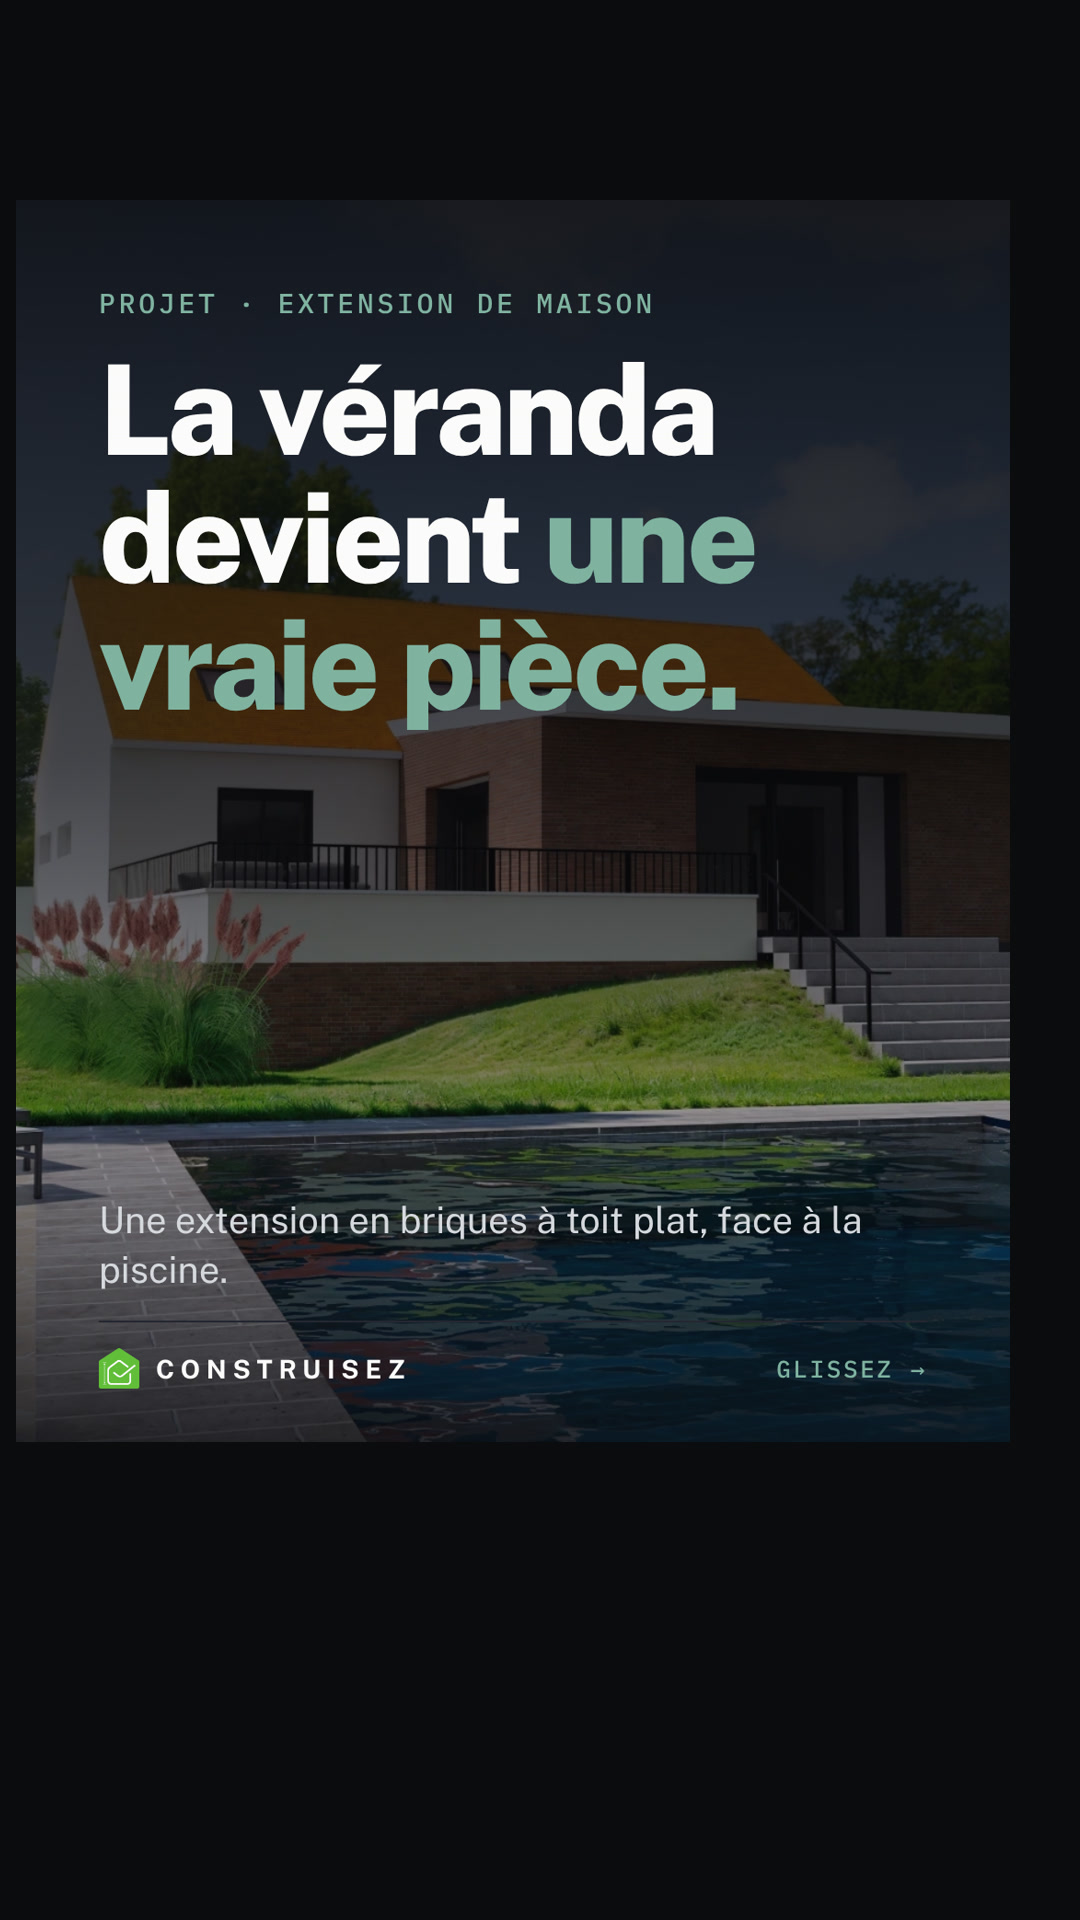 PROJET · EXTENSION DE MAISON
La véranda
devient une
vraie pièce.
Une extension en briques à toit plat, face à la
piscine.
CONSTRUISEZ
GLISSEZ →